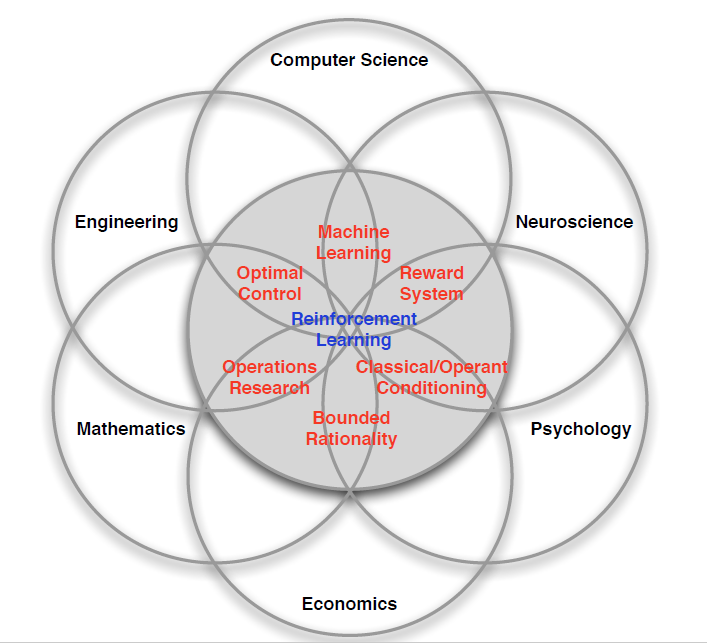 Computer Science
Engineering
Neuroscience
Machine
Learning
Optimal
Control
Reward
System
Reinforcement
Learning
Operations
Research
Classical/Operant
Conditioning
Bounded
Rationality
Mathematics
Psychology
Economics